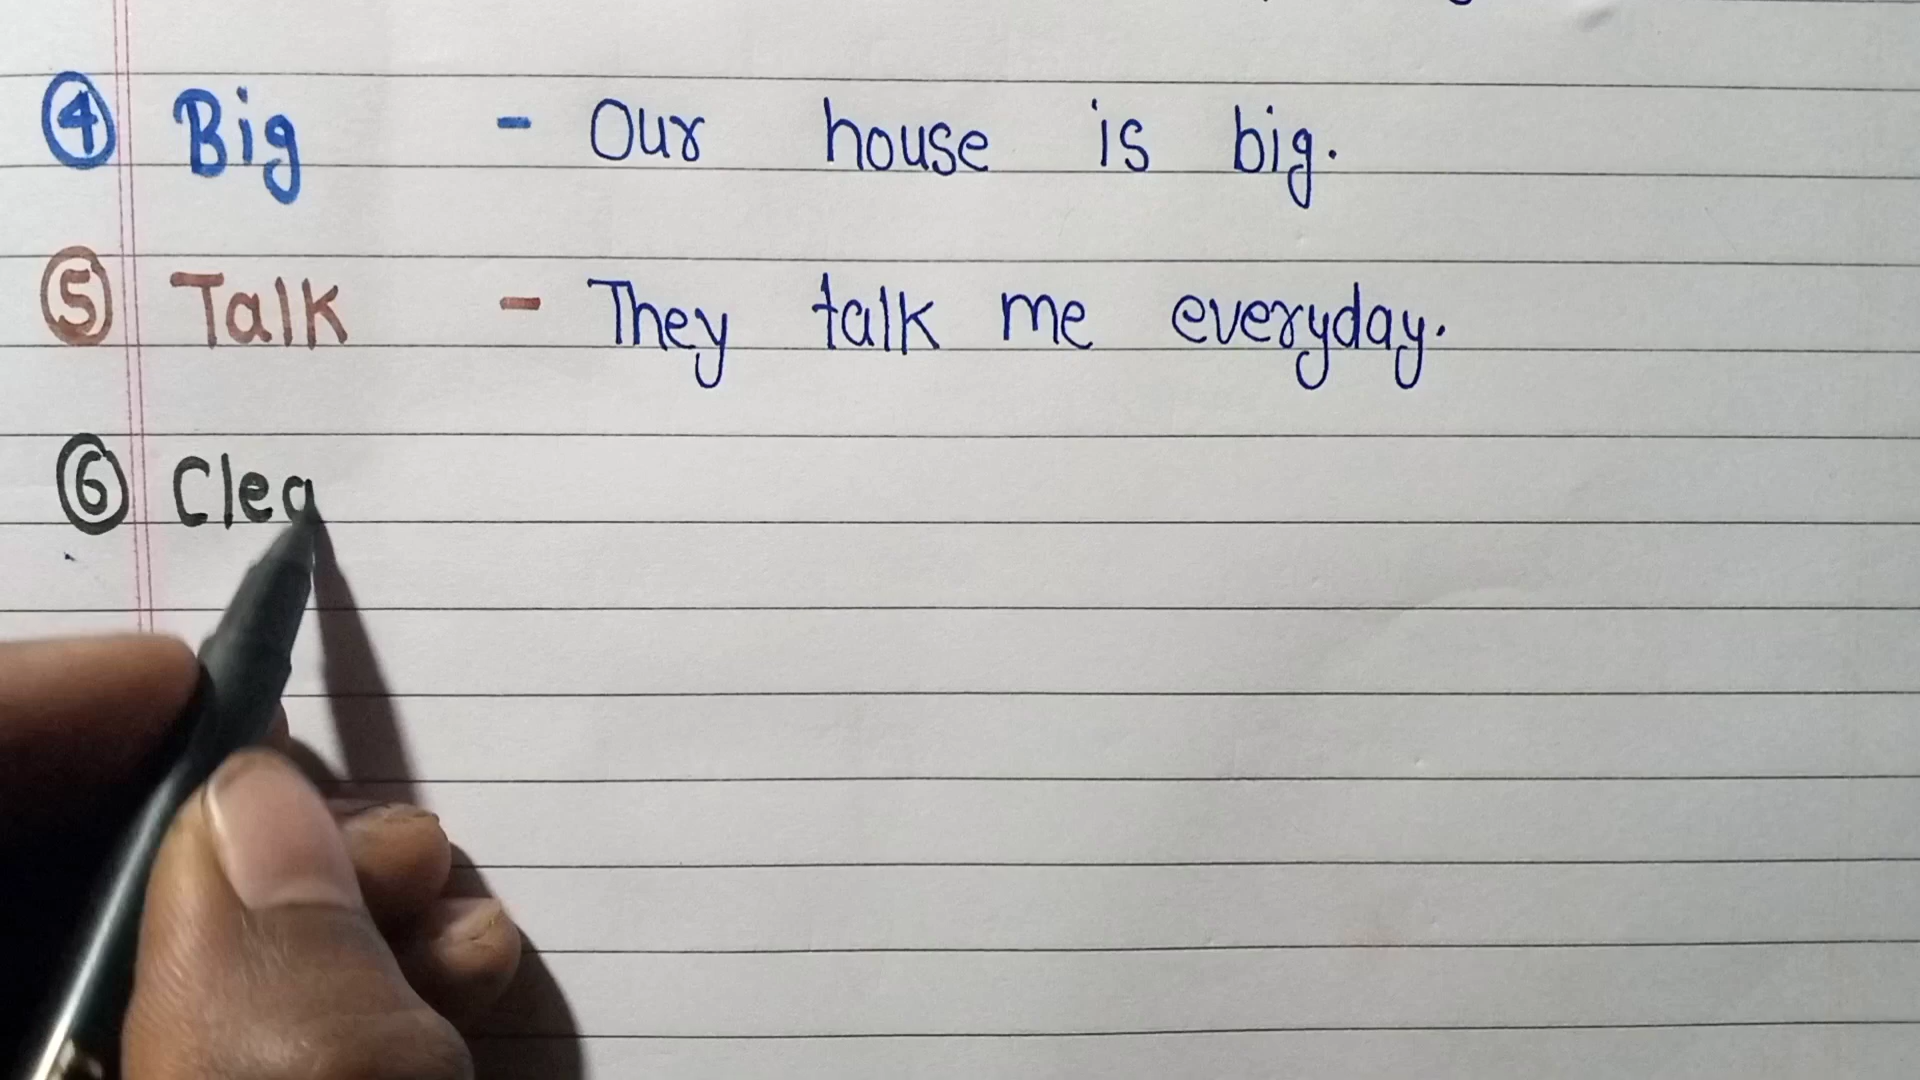 ④ Big - Our house is big.
⑤ Talk - They talk me everyday.
⑥ Clea